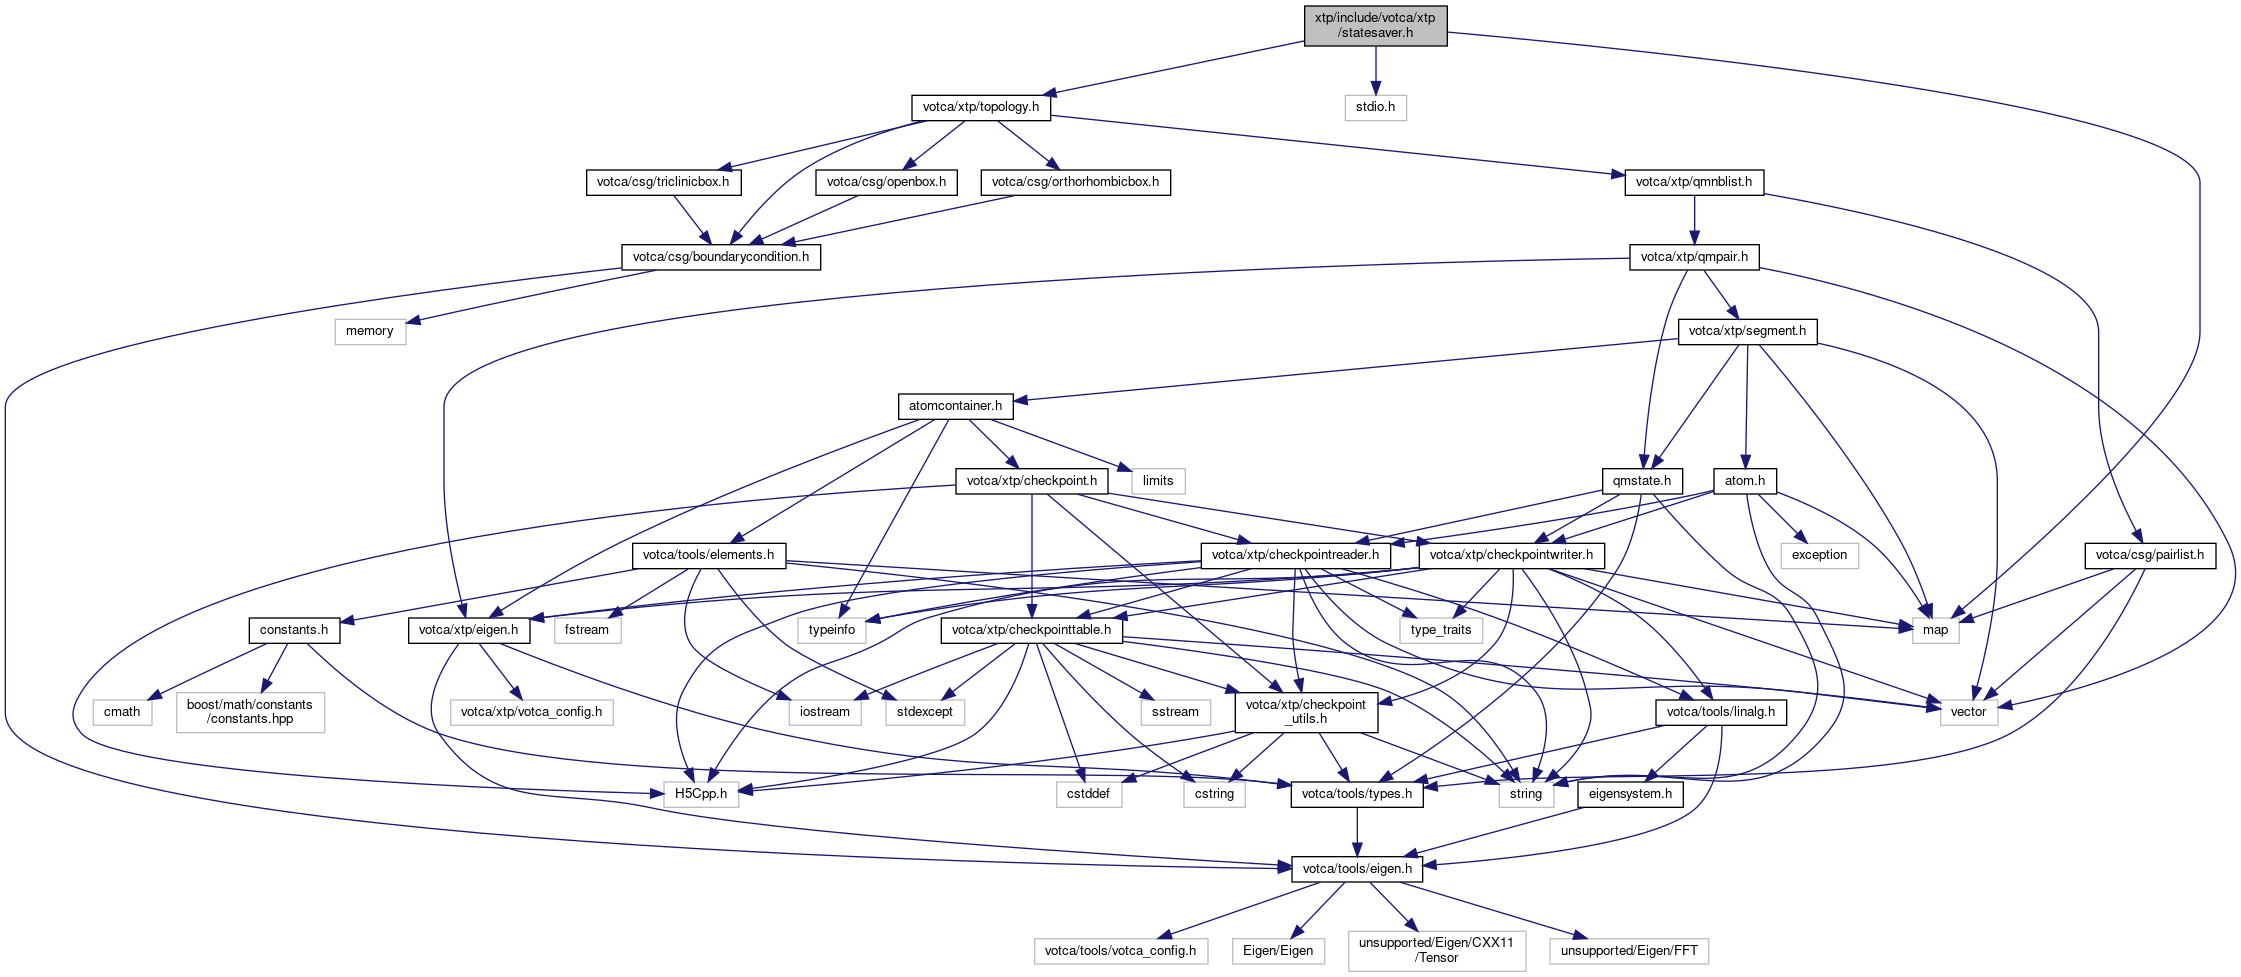 xtp/include/votca/xtp
/statesaver.h
votca/xtp/topology.h
stdio.h
votca/csg/triclinicbox.h
votca/csg/openbox.h
votca/csg/orthorhombicbox.h
votca/xtp/qmnblist.h
votca/csg/boundarycondition.h
votca/xtp/qmpair.h
memory
votca/xtp/segment.h
atomcontainer.h
votca/xtp/checkpoint.h
limits
qmstate.h
atom.h
votca/tools/elements.h
votca/xtp/checkpointreader.h
votca/xtp/checkpointwriter.h
exception
votca/csg/pairlist.h
constants.h
votca/xtp/eigen.h
fstream
typeinfo
votca/xtp/checkpointtable.h
type_traits
map
cmath
boost/math/constants
/constants.hpp
votca/xtp/votca_config.h
iostream
stdexcept
sstream
votca/xtp/checkpoint
_utils.h
votca/tools/linalg.h
vector
H5Cpp.h
cstddef
cstring
votca/tools/types.h
string
eigensystem.h
votca/tools/eigen.h
votca/tools/votca_config.h
Eigen/Eigen
unsupported/Eigen/CXX11
/Tensor
unsupported/Eigen/FFT